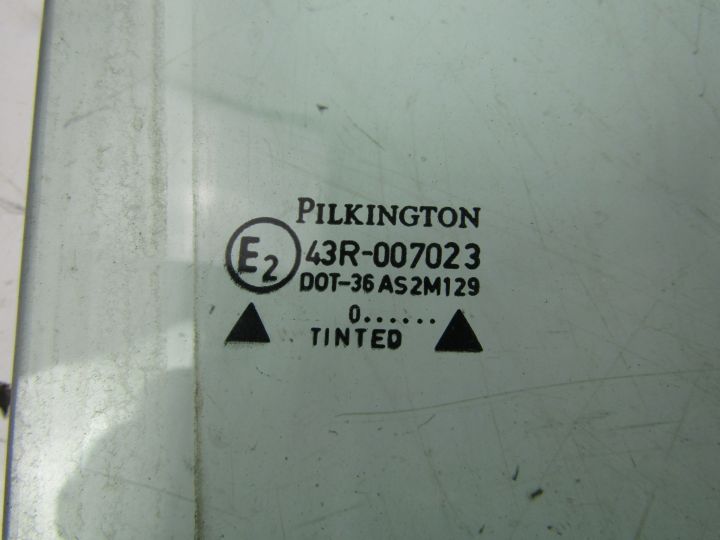 PILKINGTON
E2 43R-007023
DOT-36 AS2M129
0......
TINTED